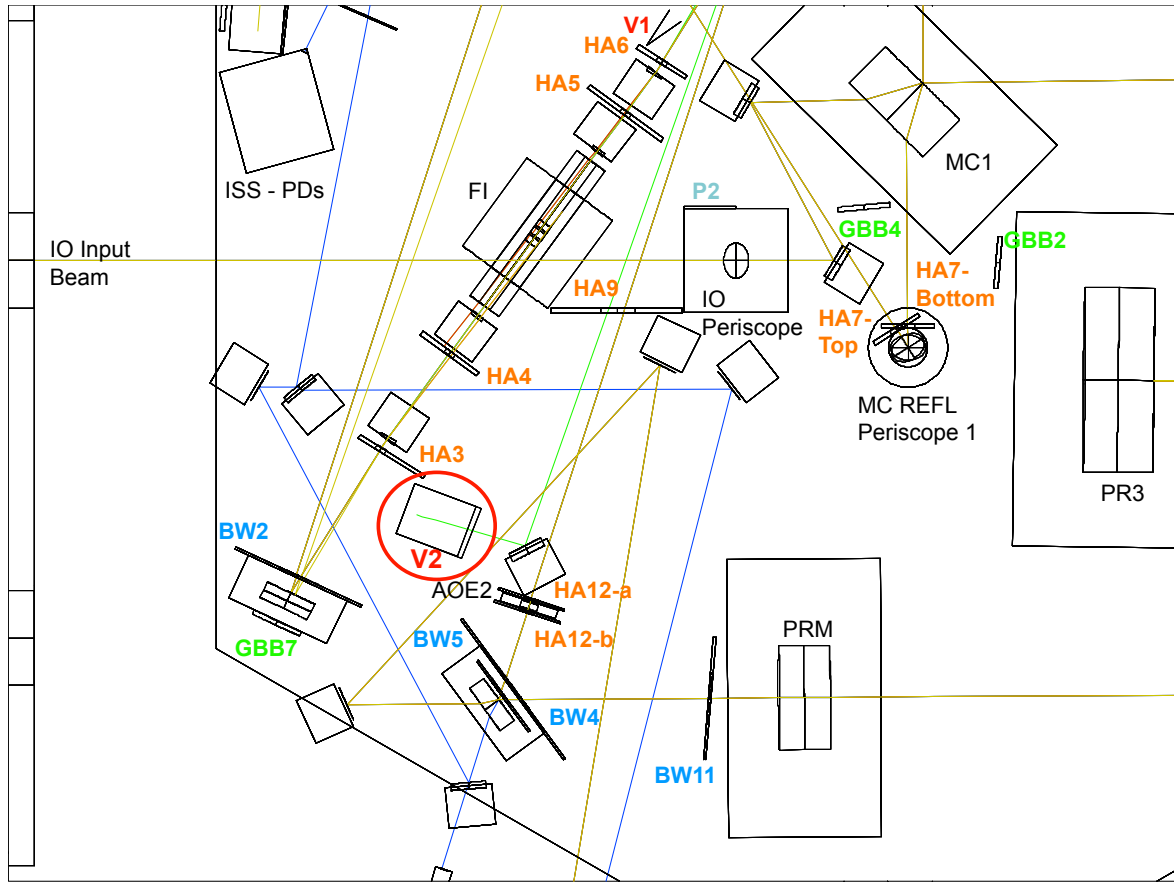 V1
HA6
HA5
MC1
ISS - PDs
FI
P2
GBB4
GBB2
IO Input
Beam
HA9
IO
Periscope
HA7-
Bottom
HA7-
Top
HA4
MC REFL
Periscope 1
HA3
PR3
BW2
V2
AOE2
HA12-a
HA12-b
GBB7
BW5
PRM
BW4
BW11